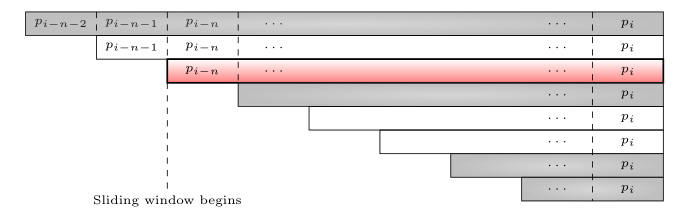 p_{i-n-2} p_{i-n-1} p_{i-n} ··· ··· p_i
p_{i-n-1} p_{i-n} ··· ··· p_i
p_{i-n} ··· ··· p_i
··· p_i
··· p_i
··· p_i
··· p_i
··· p_i
Sliding window begins